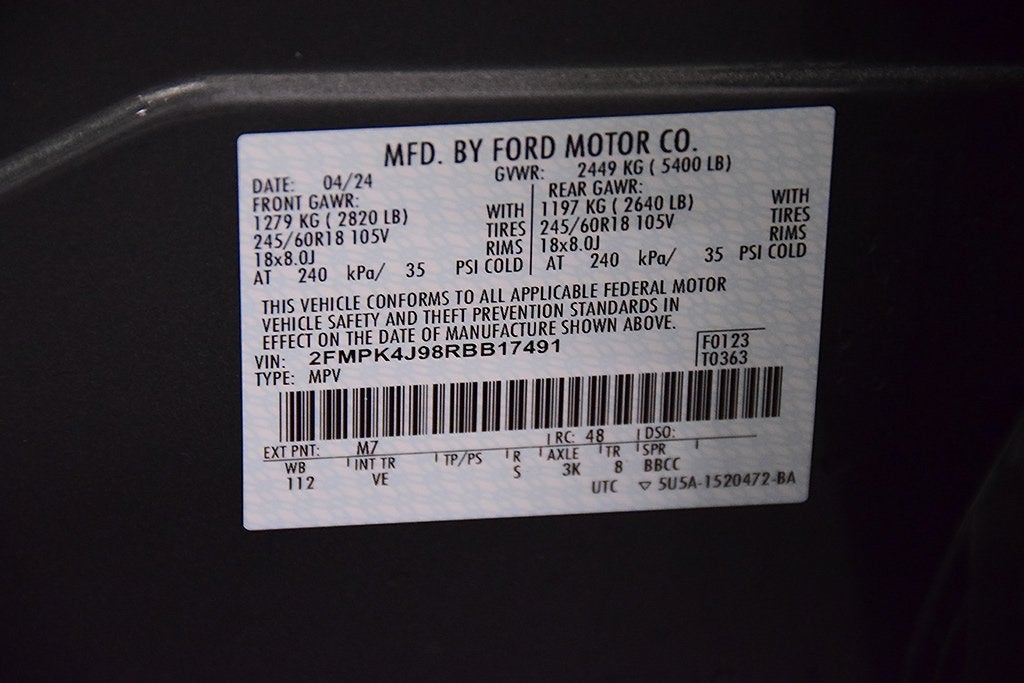 MFD. BY FORD MOTOR CO.
DATE: 04/24 GVWR: 2449 KG ( 5400 LB)
FRONT GAWR: REAR GAWR:
1279 KG ( 2820 LB) WITH 1197 KG ( 2640 LB) WITH
245/60R18 105V TIRES 245/60R18 105V TIRES
18x8.0J RIMS 18x8.0J RIMS
AT 240 kPa/ 35 PSI COLD AT 240 kPa/ 35 PSI COLD
THIS VEHICLE CONFORMS TO ALL APPLICABLE FEDERAL MOTOR
VEHICLE SAFETY AND THEFT PREVENTION STANDARDS IN
EFFECT ON THE DATE OF MANUFACTURE SHOWN ABOVE.
VIN: 2FMPK4J98RBB17491 F0123
TYPE: MPV T0363
EXT PNT: M7 RC: 48 DSO:
WB INT TR TP/PS R AXLE TR SPR
112 VE S 3K 8 BBCC
UTC ▽ 5U5A-1520472-BA